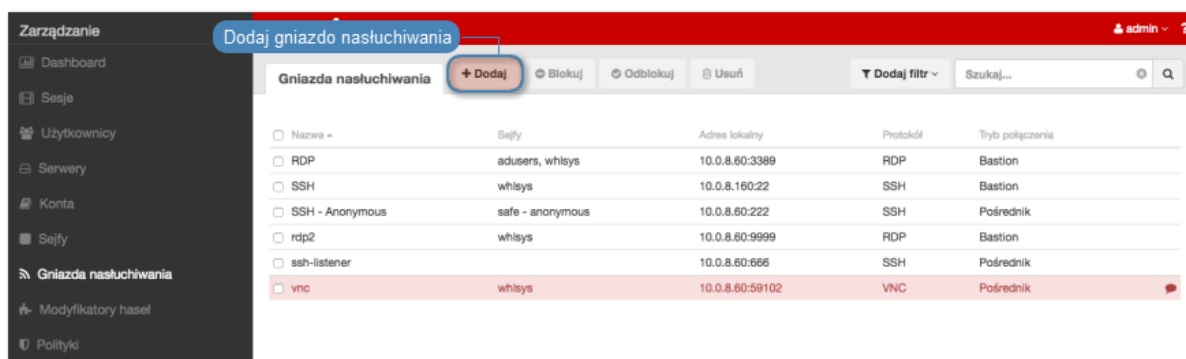 Zarządzanie
Dodaj gniazdo nasłuchiwania
admin
?
Dashboard
Sesje
Użytkownicy
Serwery
Konta
Sejfy
Gniazda nasłuchiwania
Modyfikatory haseł
Polityki
Gniazda nasłuchiwania
+ Dodaj
Blokuj
Odblokuj
Usuń
Dodaj filtr
Szukaj...
Nazwa Sejfy Adres lokalny Protokół Tryb połączenia
RDP adusers, whlsys 10.0.8.60:3389 RDP Bastion
SSH whlsys 10.0.8.160:22 SSH Bastion
SSH - Anonymous safe - anonymous 10.0.8.60:222 SSH Pośrednik
rdp2 whlsys 10.0.8.60:9999 RDP Bastion
ssh-listener 10.0.8.60:666 SSH Pośrednik
vnc whlsys 10.0.8.60:59102 VNC Pośrednik